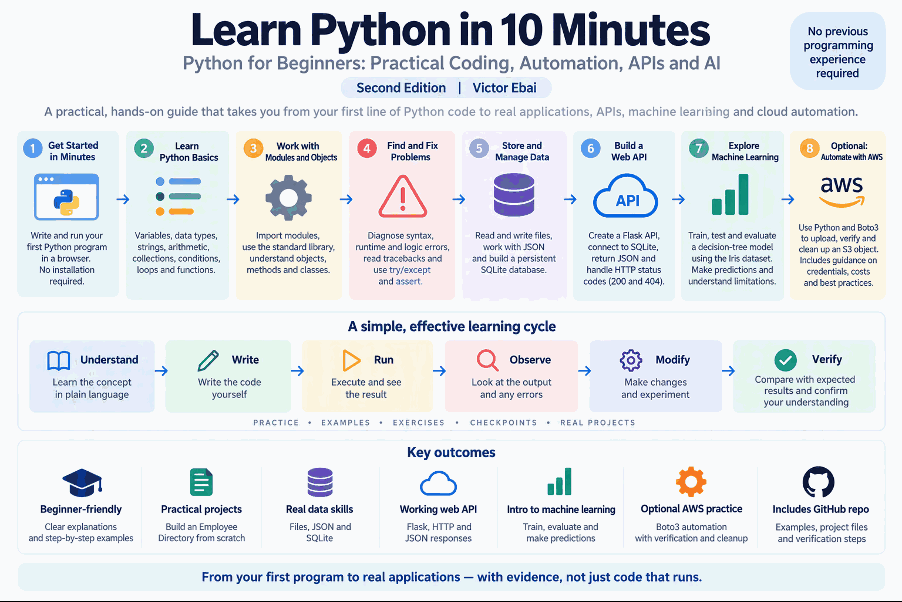 Learn Python in 10 Minutes
Python for Beginners: Practical Coding, Automation, APIs and AI
Second Edition | Victor Ebai
No previous
programming
experience
required
A practical, hands-on guide that takes you from your first line of Python code to real applications, APIs, machine learning and cloud automation.
1 Get Started
in Minutes
Write and run your
first Python program
in a browser.
No installation
required.
2 Learn
Python Basics
Variables, data types,
strings, arithmetic,
collections, conditions,
loops and functions.
3 Work with
Modules and Objects
Import modules,
use the standard library,
understand objects,
methods and classes.
4 Find and Fix
Problems
Diagnose syntax,
runtime and logic errors,
read tracebacks and
use try/except
and assert.
5 Store and
Manage Data
Read and write files,
work with JSON
and build a persistent
SQLite database.
6 Build a
Web API
API
Create a Flask API,
connect to SQLite,
return JSON and
handle HTTP status
codes (200 and 404).
7 Explore
Machine Learning
Train, test and evaluate
a decision-tree model
using the Iris dataset.
Make predictions and
understand limitations.
8 Optional:
Automate with AWS
aws
Use Python and Boto3
to upload, verify and
clean up an S3 object.
Includes guidance on
credentials, costs
and best practices.
A simple, effective learning cycle
Understand
Learn the concept
in plain language
Write
Write the code
yourself
Run
Execute and see
the result
Observe
Look at the output
and any errors
Modify
Make changes
and experiment
Verify
Compare with expected
results and confirm
your understanding
PRACTICE • EXAMPLES • EXERCISES • CHECKPOINTS • REAL PROJECTS
Key outcomes
Beginner-friendly
Clear explanations
and step-by-step examples
Practical projects
Build an Employee
Directory from scratch
Real data skills
Files, JSON and
SQLite
Working web API
Flask, HTTP and
JSON responses
Intro to machine learning
Train, evaluate and
make predictions
Optional AWS practice
Boto3 automation
with verification and cleanup
Includes GitHub repo
Examples, project files
and verification steps
From your first program to real applications — with evidence, not just code that runs.